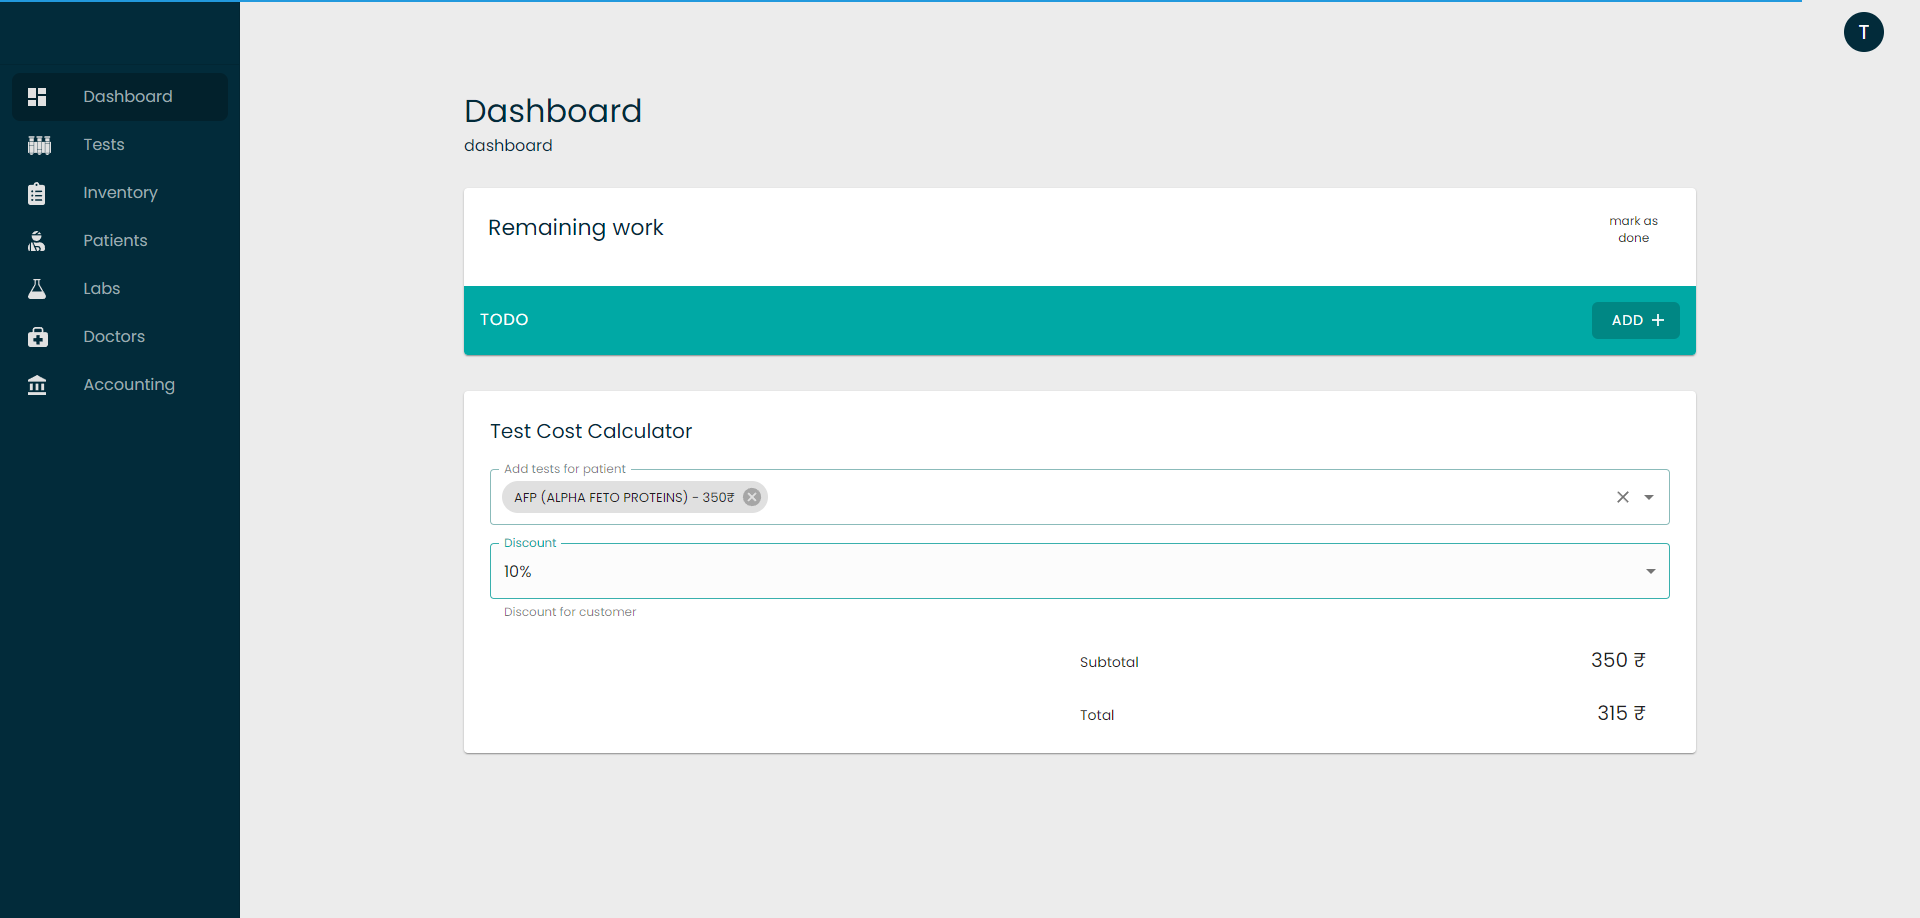 T
Dashboard
Tests
Inventory
Patients
Labs
Doctors
Accounting
Dashboard
dashboard
Remaining work
mark as
done
TODO
ADD +
Test Cost Calculator
Add tests for patient
AFP (ALPHA FETO PROTEINS) - 350₹
Discount
10%
Discount for customer
Subtotal 350 ₹
Total 315 ₹